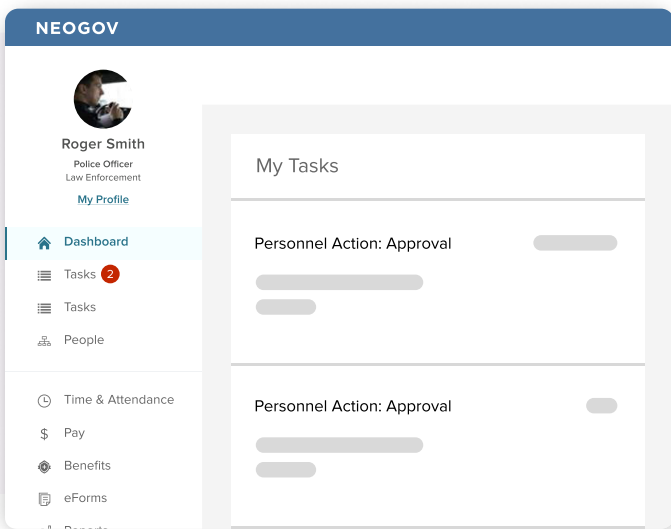 NEOGOV
Roger Smith
Police Officer
Law Enforcement
My Profile
Dashboard
Tasks 2
Tasks
People
Time & Attendance
Pay
Benefits
eForms
Reports
My Tasks
Personnel Action: Approval
Personnel Action: Approval